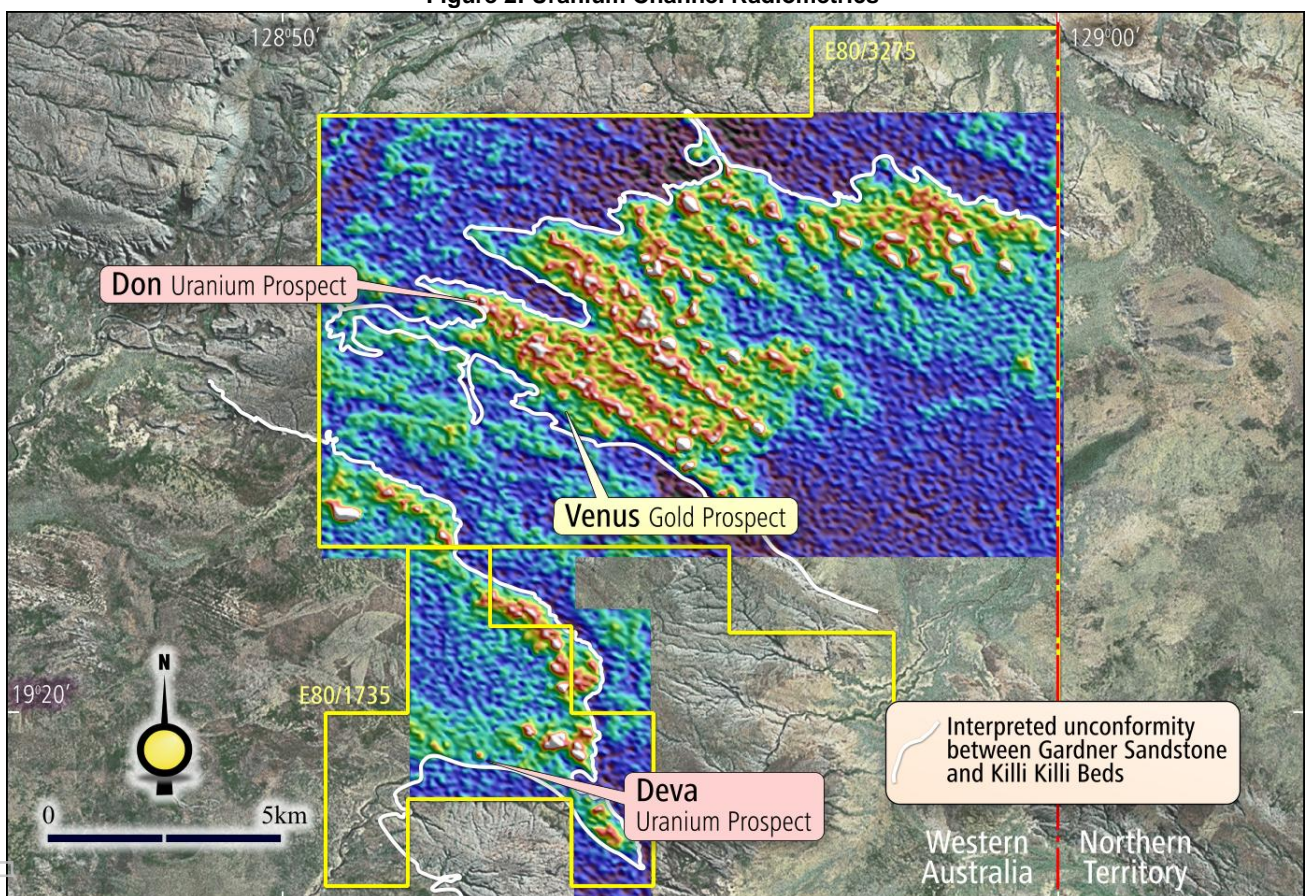 Figure 2: Uranium Channel Radiometrics
128°50'
E80/3275
129°00'
Don Uranium Prospect
Venus Gold Prospect
N
19°20'
E80/1735
Interpreted unconformity
between Gardner Sandstone
and Killi Killi Beds
0 5km
Deva
Uranium Prospect
Western
Australia
Northern
Territory